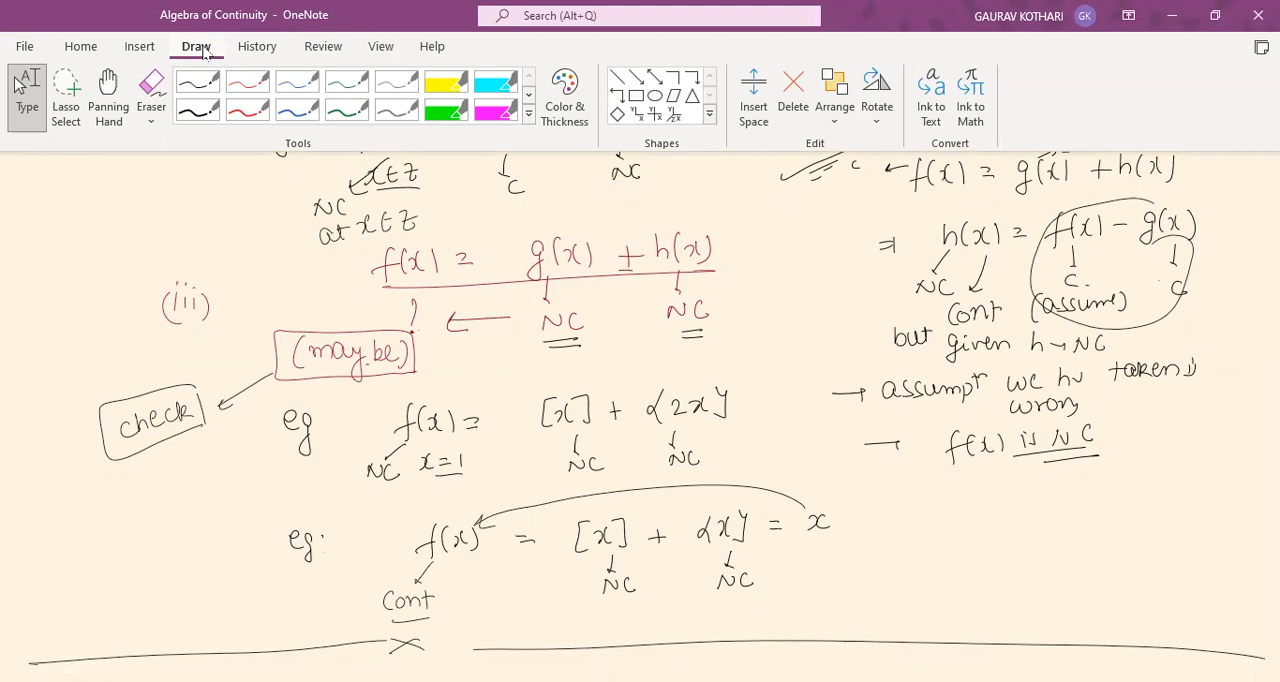 Algebra of Continuity - OneNote
Search (Alt+Q)
GAURAV KOTHARI GK
File Home Insert Draw History Review View Help
Type
Lasso Select
Panning Hand
Eraser
Color & Thickness
Insert Space
Delete
Arrange
Rotate
Ink to Text
Ink to Math
Tools Shapes Edit Convert
x∈Z
C
NC
NC
at x∈Z
c ← f(x) = g(x) + h(x)
⇒ h(x) = f(x) - g(x)
NC C C
cont (assume)
but given h → NC
→ assumptn we hv taken is
wrong
→ f(x) is NC
(iii) f(x) = g(x) ± h(x)
? ← NC NC
(may be)
check
eg f(x) = [x] + {2x}
NC x=1 NC NC
eg: f(x) = [x] + {x} = x
NC NC
Cont